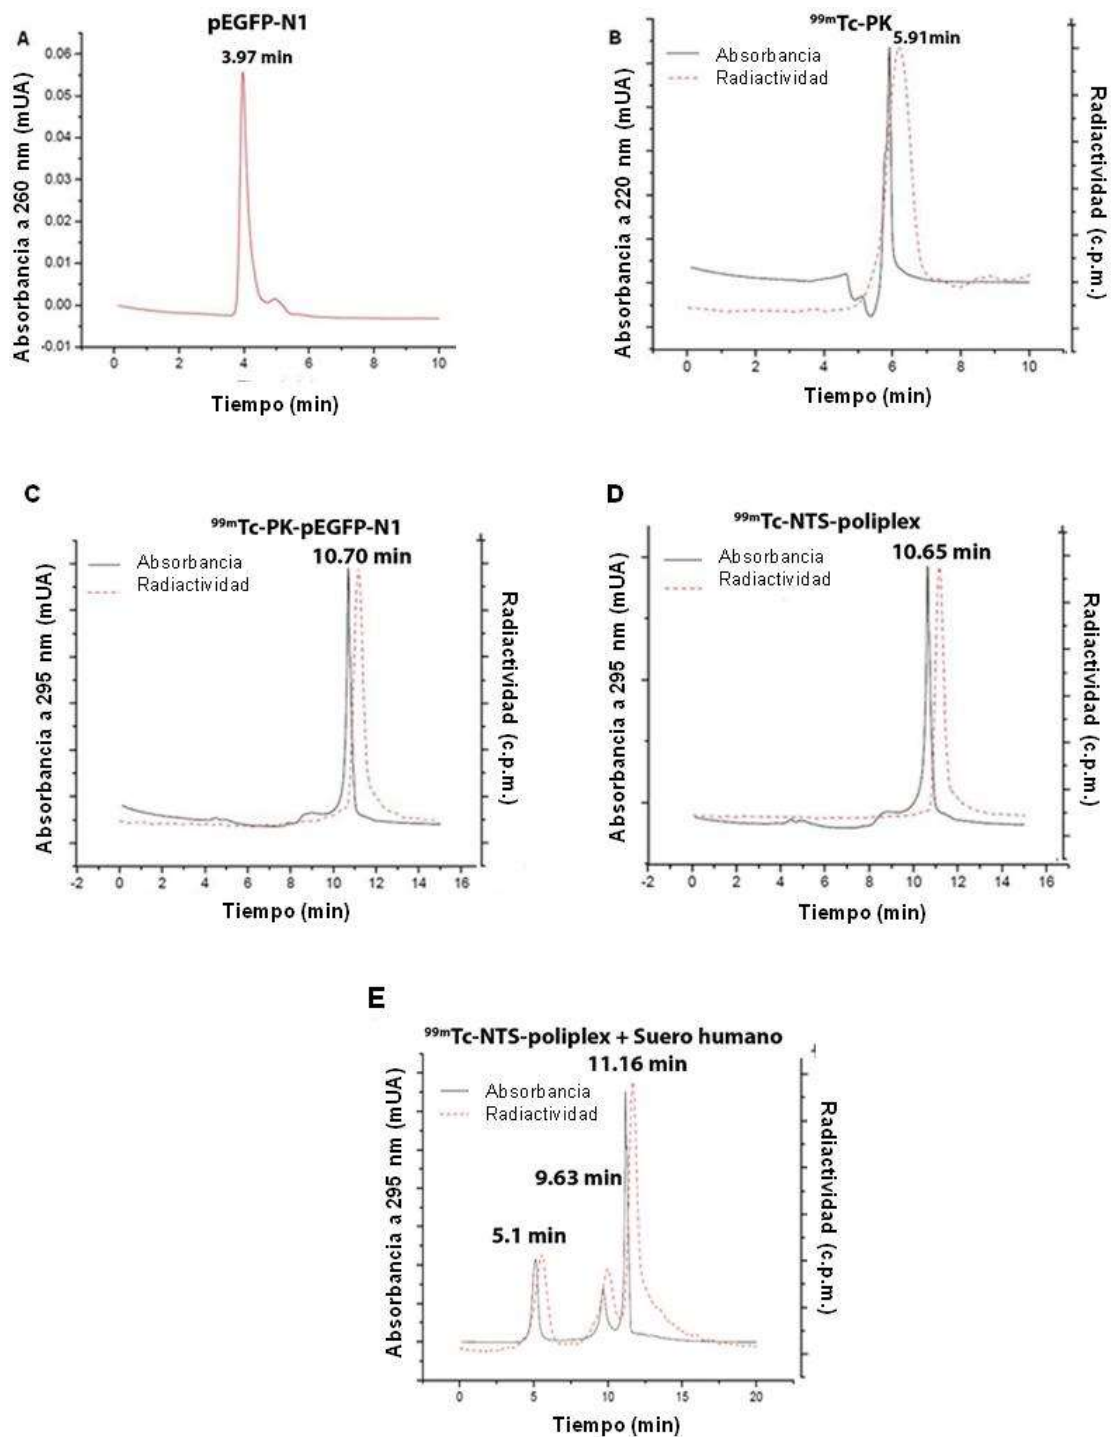 A
pEGFP-N1
3.97 min
Absorbancia a 260 nm (mUA)
0.06
0.05
0.04
0.03
0.02
0.01
0.00
-0.01
0 2 4 6 8 10
Tiempo (min)
B
99mTc-PK
5.91min
Absorbancia
Radiactividad
Absorbancia a 220 nm (mUA)
Radiactividad (c.p.m.)
0 2 4 6 8 10
Tiempo (min)
C
99mTc-PK-pEGFP-N1
10.70 min
Absorbancia
Radiactividad
Absorbancia a 295 nm (mUA)
Radiactividad (c.p.m.)
-2 0 2 4 6 8 10 12 14 16
Tiempo (min)
D
99mTc-NTS-poliplex
10.65 min
Absorbancia
Radiactividad
Absorbancia a 295 nm (mUA)
Radiactividad (c.p.m.)
-2 0 2 4 6 8 10 12 14 16
Tiempo (min)
E
99mTc-NTS-poliplex + Suero humano
11.16 min
Absorbancia
Radiactividad
9.63 min
5.1 min
Absorbancia a 295 nm (mUA)
Radiactividad (c.p.m.)
0 5 10 15 20
Tiempo (min)